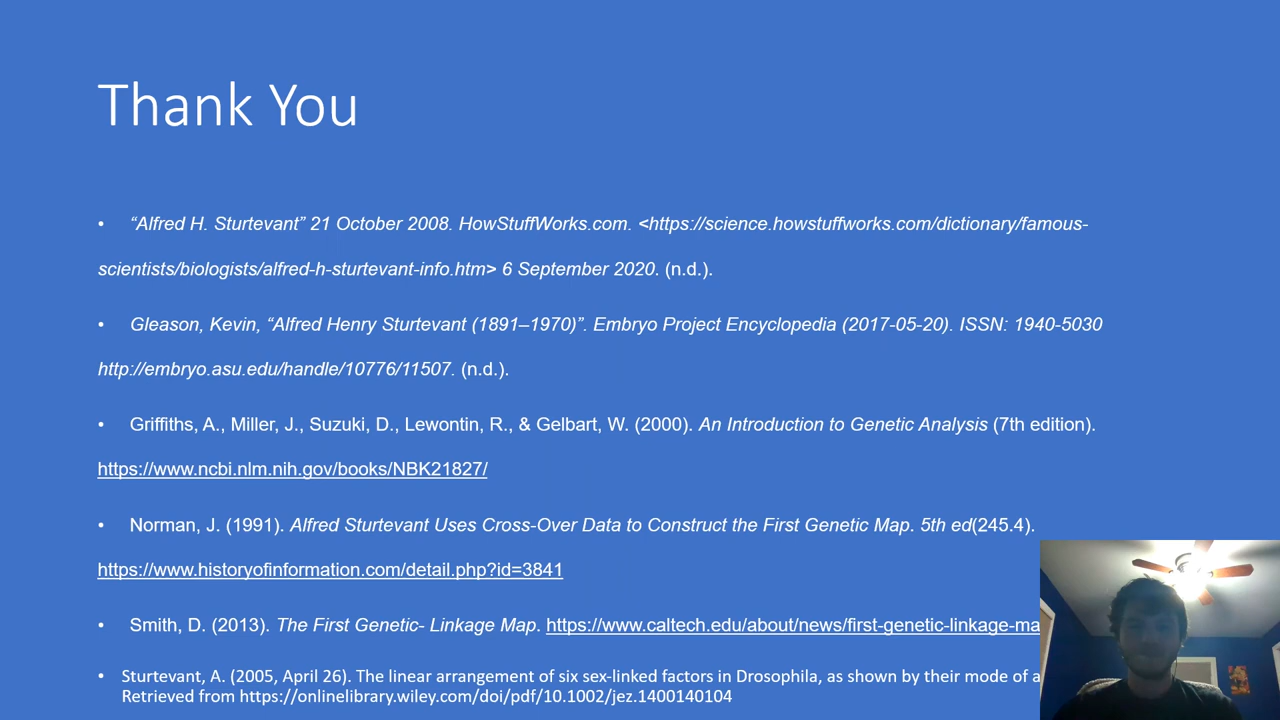 Thank You
• “Alfred H. Sturtevant” 21 October 2008. HowStuffWorks.com. <https://science.howstuffworks.com/dictionary/famous-
scientists/biologists/alfred-h-sturtevant-info.htm> 6 September 2020. (n.d.).
• Gleason, Kevin, “Alfred Henry Sturtevant (1891–1970)”. Embryo Project Encyclopedia (2017-05-20). ISSN: 1940-5030
http://embryo.asu.edu/handle/10776/11507. (n.d.).
• Griffiths, A., Miller, J., Suzuki, D., Lewontin, R., & Gelbart, W. (2000). An Introduction to Genetic Analysis (7th edition).
https://www.ncbi.nlm.nih.gov/books/NBK21827/
• Norman, J. (1991). Alfred Sturtevant Uses Cross-Over Data to Construct the First Genetic Map. 5th ed(245.4).
https://www.historyofinformation.com/detail.php?id=3841
• Smith, D. (2013). The First Genetic- Linkage Map. https://www.caltech.edu/about/news/first-genetic-linkage-ma
• Sturtevant, A. (2005, April 26). The linear arrangement of six sex-linked factors in Drosophila, as shown by their mode of a
Retrieved from https://onlinelibrary.wiley.com/doi/pdf/10.1002/jez.1400140104